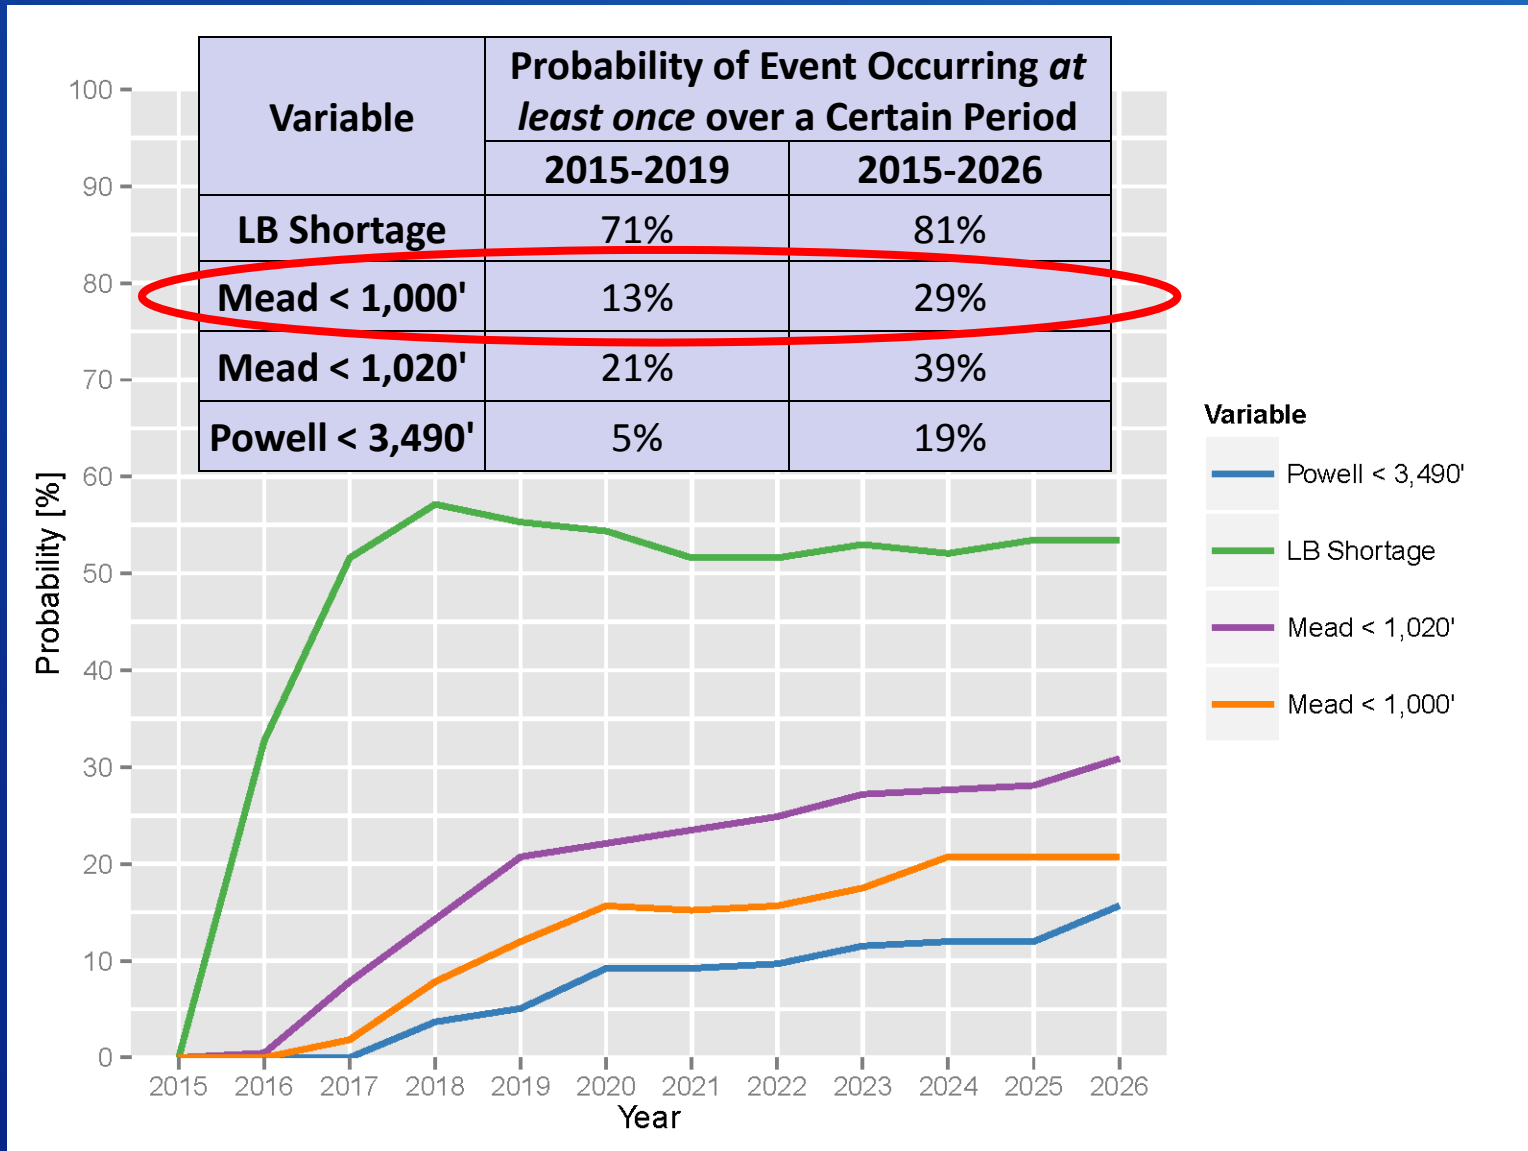 Variable
Probability of Event Occurring at
least once over a Certain Period
2015-2019 2015-2026
LB Shortage 71% 81%
Mead < 1,000' 13% 29%
Mead < 1,020' 21% 39%
Powell < 3,490' 5% 19%
Probability [%]
100
90
80
70
60
50
40
30
20
10
0
2015 2016 2017 2018 2019 2020 2021 2022 2023 2024 2025 2026
Year
Variable
Powell < 3,490'
LB Shortage
Mead < 1,020'
Mead < 1,000'